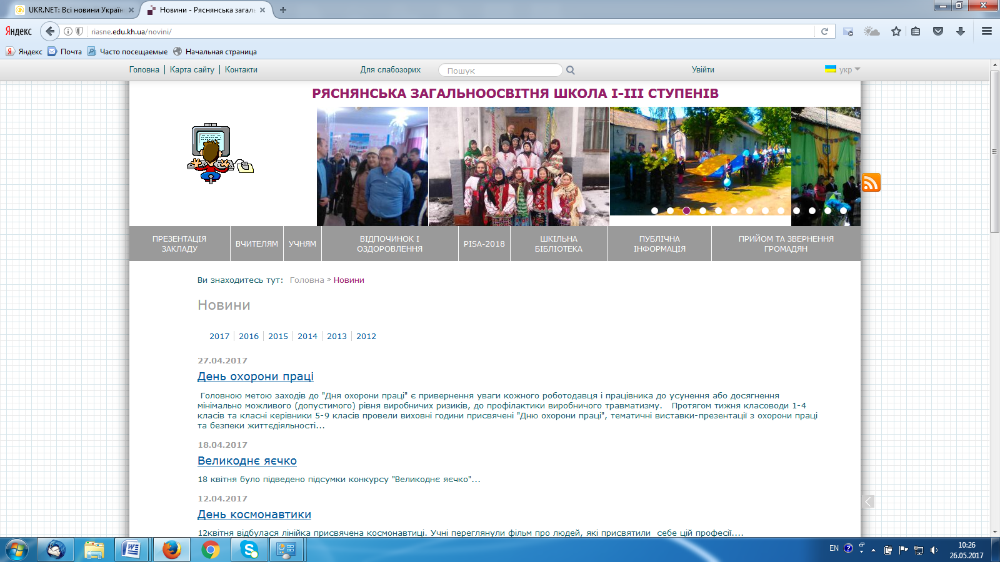 UKR.NET: Всі новини Україн
Новини - Ряснянська загаль
Яндекс
riasne.edu.kh.ua/novini/
Яндекс
Почта
Часто посещаемые
Начальная страница
Головна
Карта сайту
Контакти
Для слабозорих
Пошук
Увійти
укр
РЯСНЯНСЬКА ЗАГАЛЬНООСВІТНЯ ШКОЛА І-ІІІ СТУПЕНІВ
ПРЕЗЕНТАЦІЯ
ЗАКЛАДУ
ВЧИТЕЛЯМ
УЧНЯМ
ВІДПОЧИНОК І
ОЗДОРОВЛЕННЯ
PISA-2018
ШКІЛЬНА
БІБЛІОТЕКА
ПУБЛІЧНА
ІНФОРМАЦІЯ
ПРИЙОМ ТА ЗВЕРНЕННЯ
ГРОМАДЯН
Ви знаходитесь тут: Головна » Новини
Новини
2017 2016 2015 2014 2013 2012
27.04.2017
День охорони праці
Головною метою заходів до "Дня охорони праці" є привернення уваги кожного роботодавця і працівника до усунення або досягнення
мінімально можливого (допустимого) рівня виробничих ризиків, до профілактики виробничого травматизму. Протягом тижня класоводи 1-4
класів та класні керівники 5-9 класів провели виховні години присвячені "Дню охорони праці", тематичні виставки-презентації з охорони праці
та безпеки життєдіяльності...
18.04.2017
Великоднє яєчко
18 квітня було підведено підсумки конкурсу "Великоднє яєчко"...
12.04.2017
День космонавтики
12квітня відбулася лінійка присвячена космонавтиці. Учні переглянули фільм про людей, які присвятили себе цій професії....
EN
10:26
26.05.2017